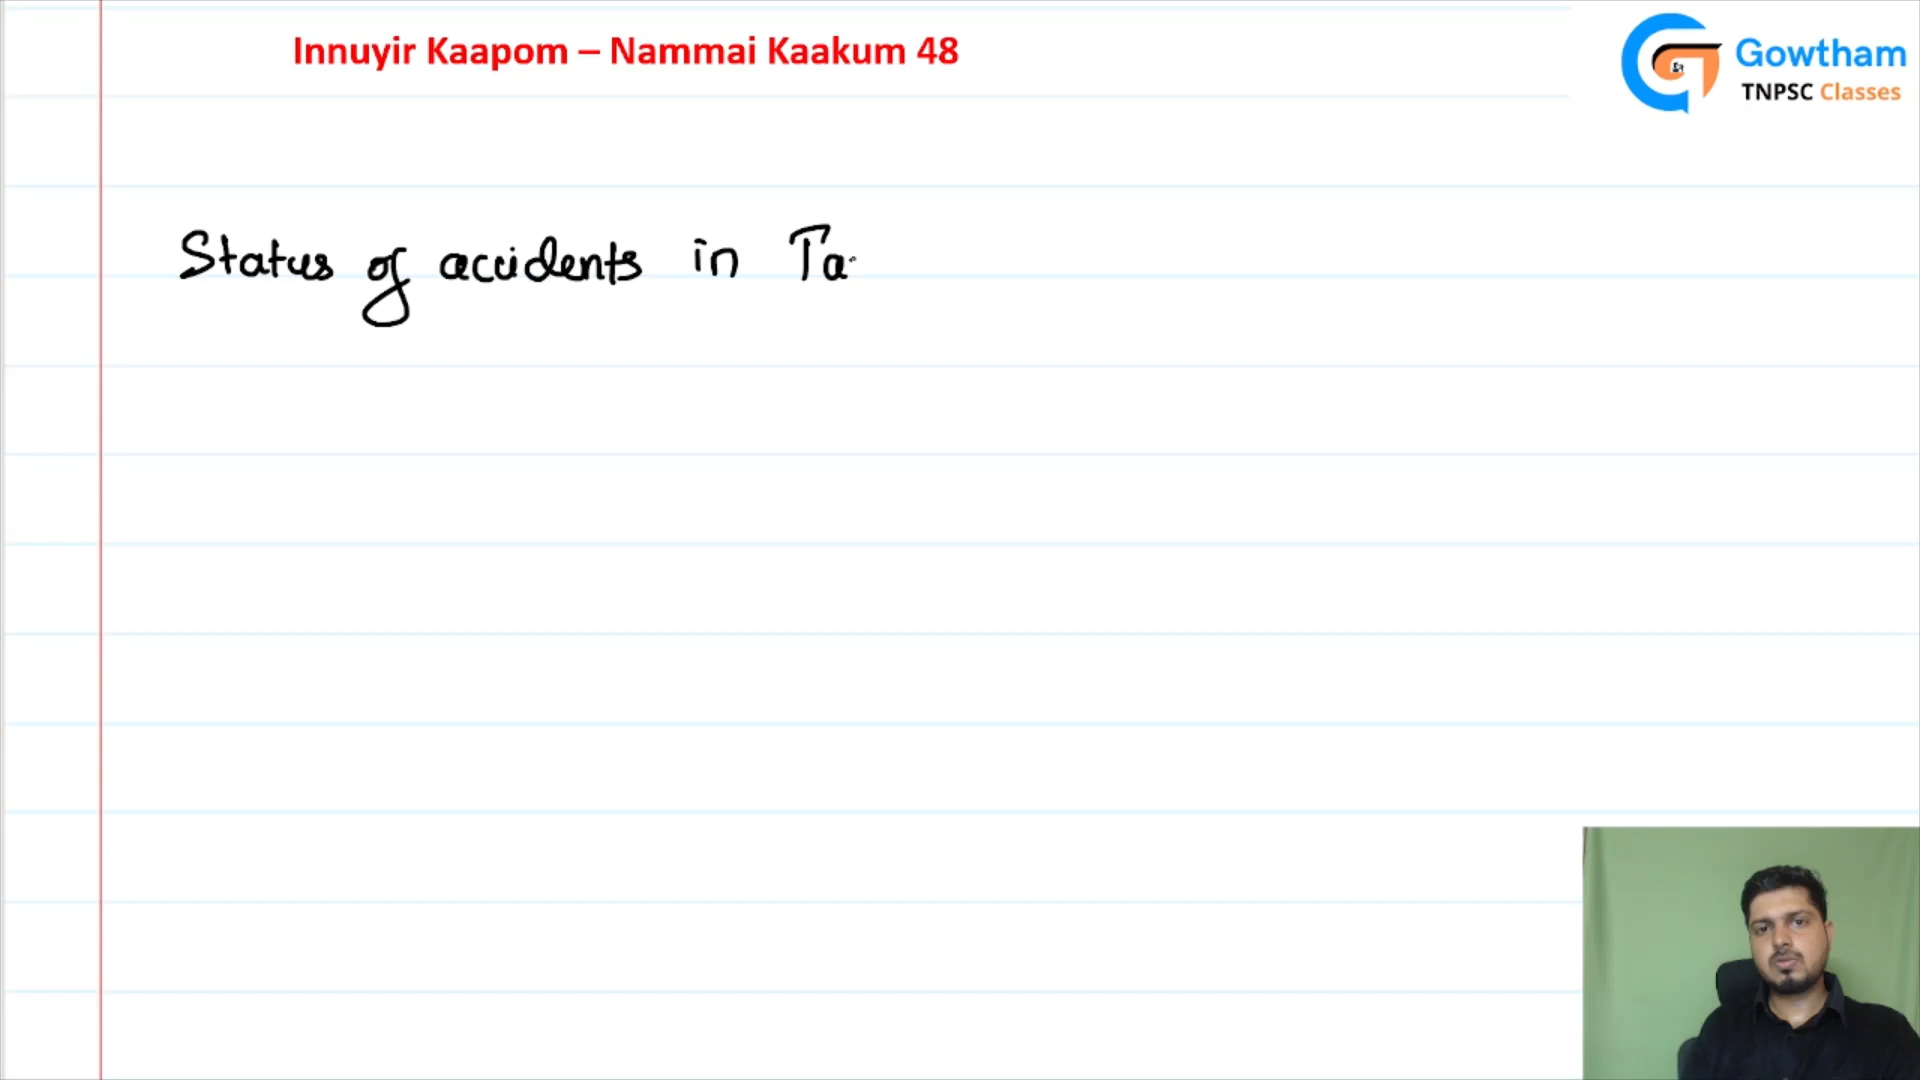 Innuyir Kaapom – Nammai Kaakum 48
Gowtham
TNPSC Classes
Status of accidents in Ta